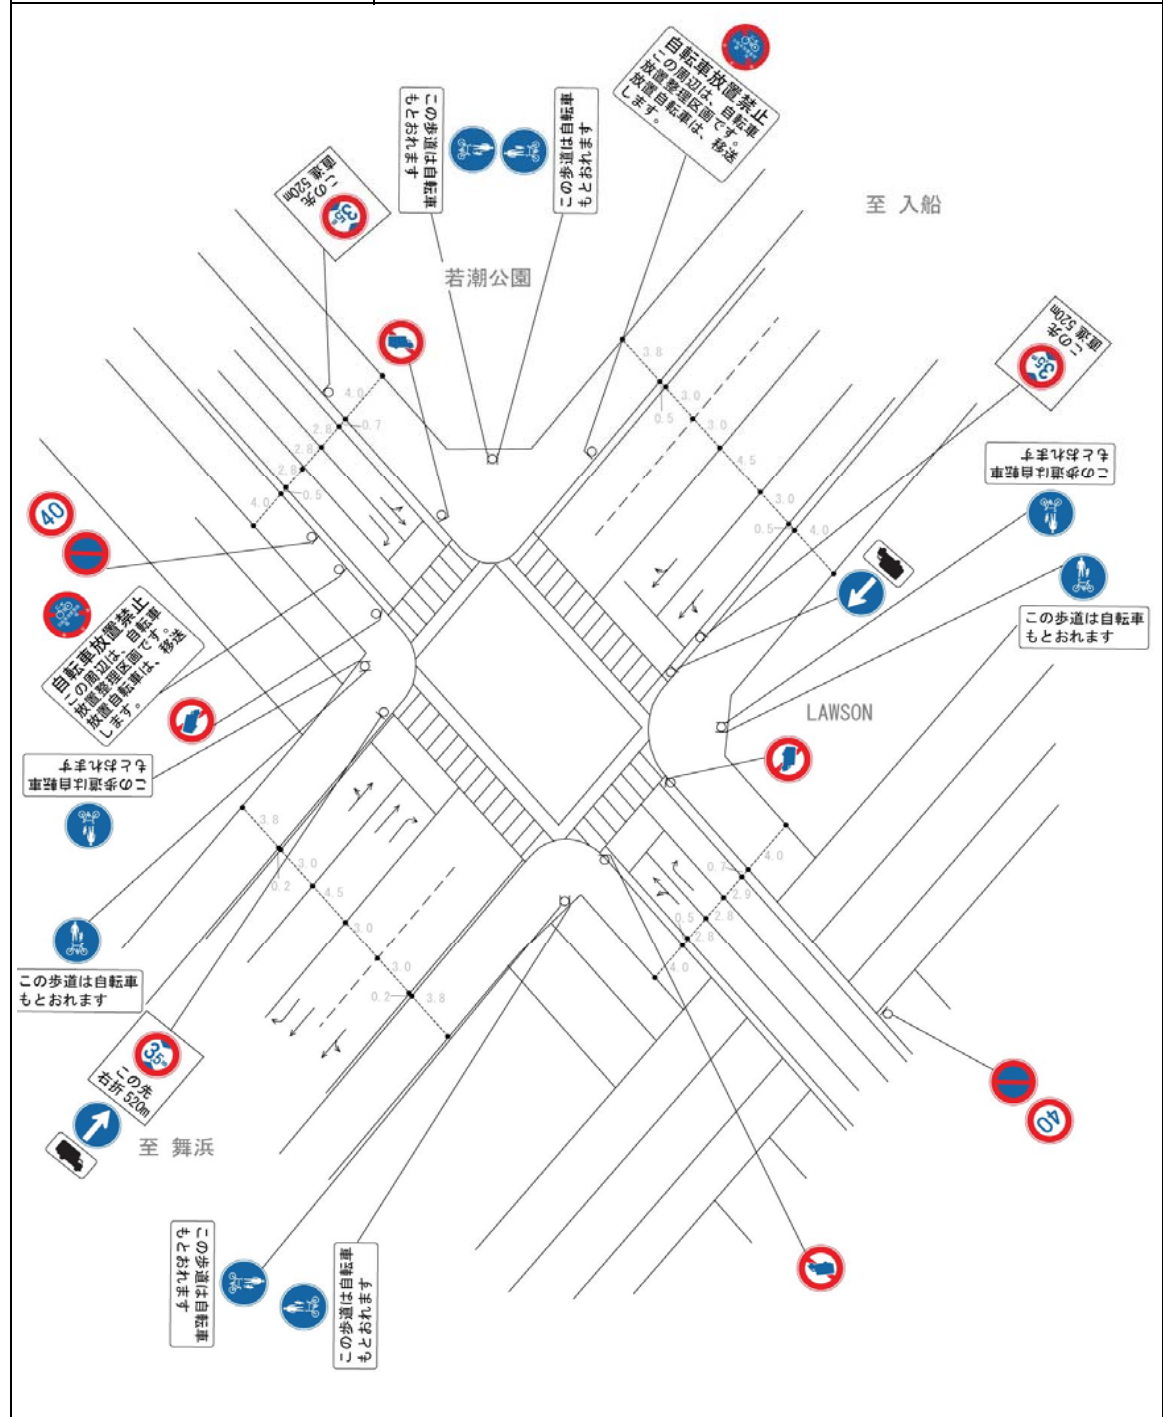 自転車放置禁止
この周辺は、自転車
放置整理区画です。
放置自転車は、移送
します。
この歩道は自転車
もとおれます
この歩道は自転車
もとおれます
この先
直進 520m
3.5m
至 入船
若潮公園
この先
直進 520m
3.5m
3.8
0.5
3.0
3.0
4.5
3.0
0.5
4.0
4.0
0.7
2.8
2.8
2.8
0.5
4.0
この歩道は自転車
もとおれます
40
この歩道は自転車
もとおれます
自転車放置禁止
この周辺は、自転車
放置整理区画です。
放置自転車は、移送
します。
LAWSON
この歩道は自転車
もとおれます
3.8
0.2
3.0
4.5
3.0
3.0
0.2
3.8
4.0
0.7
2.9
2.8
0.5
2.8
4.0
この歩道は自転車
もとおれます
3.5m
この先
右折 520m
至 舞浜
40
この歩道は自転車
もとおれます
この歩道は自転車
もとおれます